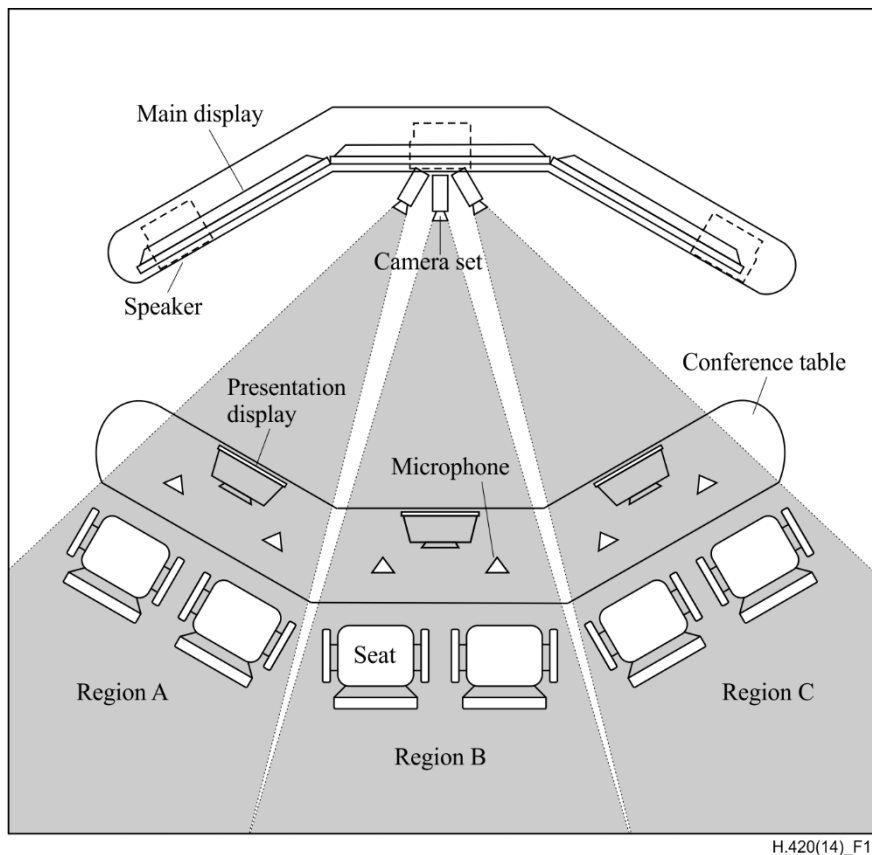 Main display
Camera set
Speaker
Conference table
Presentation
display
Microphone
Seat
Region A
Region C
Region B
H.420(14)_F1